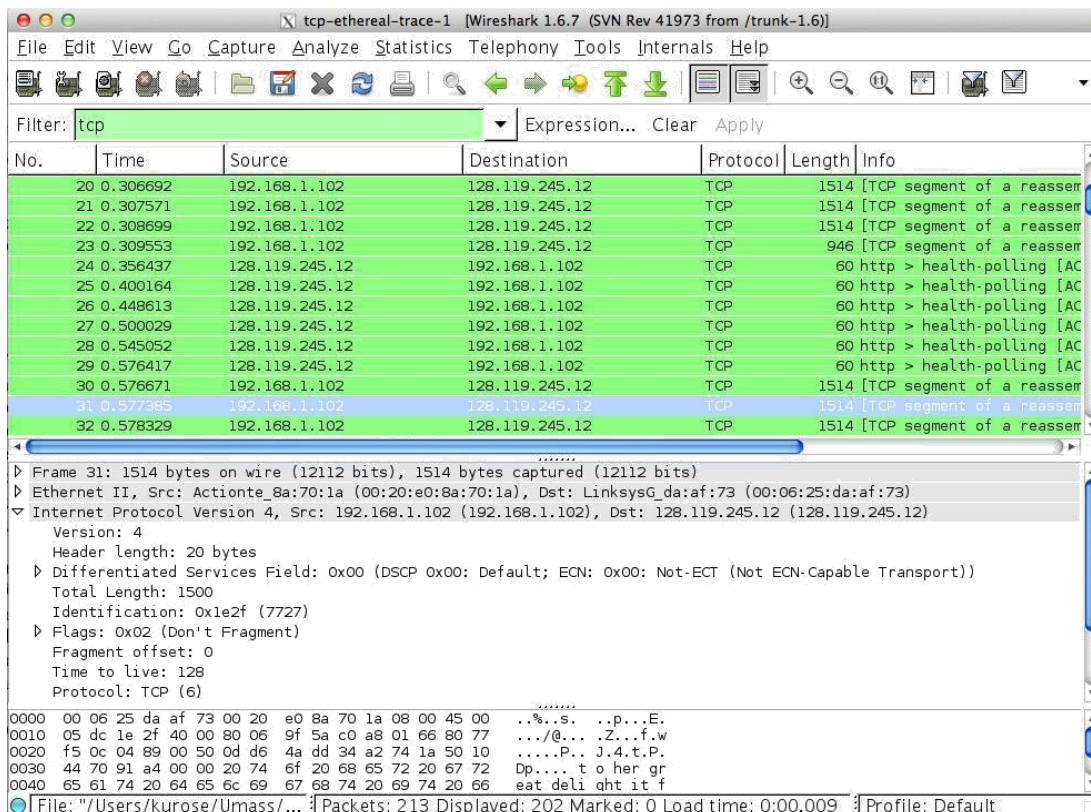 tcp-ethereal-trace-1 [Wireshark 1.6.7 (SVN Rev 41973 from /trunk-1.6)]
File Edit View Go Capture Analyze Statistics Telephony Tools Internals Help
Filter: tcp Expression... Clear Apply
No. Time Source Destination Protocol Length Info
20 0.306692 192.168.1.102 128.119.245.12 TCP 1514 [TCP segment of a reassem
21 0.307571 192.168.1.102 128.119.245.12 TCP 1514 [TCP segment of a reassem
22 0.308699 192.168.1.102 128.119.245.12 TCP 1514 [TCP segment of a reassem
23 0.309553 192.168.1.102 128.119.245.12 TCP 946 [TCP segment of a reassem
24 0.356437 128.119.245.12 192.168.1.102 TCP 60 http > health-polling [AC
25 0.400164 128.119.245.12 192.168.1.102 TCP 60 http > health-polling [AC
26 0.448613 128.119.245.12 192.168.1.102 TCP 60 http > health-polling [AC
27 0.500029 128.119.245.12 192.168.1.102 TCP 60 http > health-polling [AC
28 0.545052 128.119.245.12 192.168.1.102 TCP 60 http > health-polling [AC
29 0.576417 128.119.245.12 192.168.1.102 TCP 60 http > health-polling [AC
30 0.576671 192.168.1.102 128.119.245.12 TCP 1514 [TCP segment of a reassem
31 0.577385 192.168.1.102 128.119.245.12 TCP 1514 [TCP segment of a reassem
32 0.578329 192.168.1.102 128.119.245.12 TCP 1514 [TCP segment of a reassem
Frame 31: 1514 bytes on wire (12112 bits), 1514 bytes captured (12112 bits)
Ethernet II, Src: Actionte_8a:70:1a (00:20:e0:8a:70:1a), Dst: LinksysG_da:af:73 (00:06:25:da:af:73)
Internet Protocol Version 4, Src: 192.168.1.102 (192.168.1.102), Dst: 128.119.245.12 (128.119.245.12)
Version: 4
Header length: 20 bytes
Differentiated Services Field: 0x00 (DSCP 0x00: Default; ECN: 0x00: Not-ECT (Not ECN-Capable Transport))
Total Length: 1500
Identification: 0x1e2f (7727)
Flags: 0x02 (Don't Fragment)
Fragment offset: 0
Time to live: 128
Protocol: TCP (6)
0000 00 06 25 da af 73 00 20 e0 8a 70 1a 08 00 45 00 ..%..s. ..p...E.
0010 05 dc 1e 2f 40 00 80 06 9f 5a c0 a8 01 66 80 77 .../@... .Z...f.w
0020 f5 0c 04 89 00 50 0d d6 4a dd 34 a2 74 1a 50 10 .....P.. J.4.t.P.
0030 44 70 91 a4 00 00 20 74 6f 20 68 65 72 20 67 72 Dp.... t o her gr
0040 65 61 74 20 64 65 6c 69 67 68 74 20 69 74 20 66 eat deli ght it f
File: "/Users/kurose/Umass/... Packets: 213 Displayed: 202 Marked: 0 Load time: 0:00.009 Profile: Default